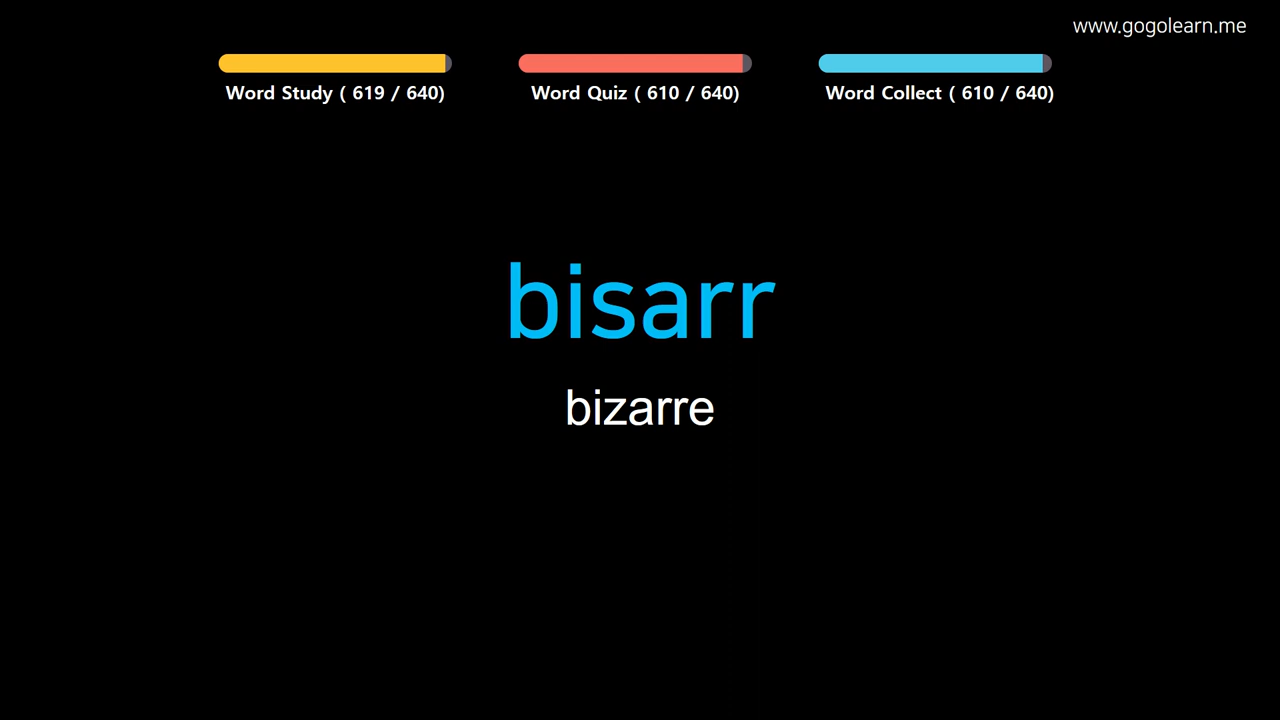 www.gogolearn.me
Word Study ( 619 / 640)
Word Quiz ( 610 / 640)
Word Collect ( 610 / 640)
bisarr
bizarre